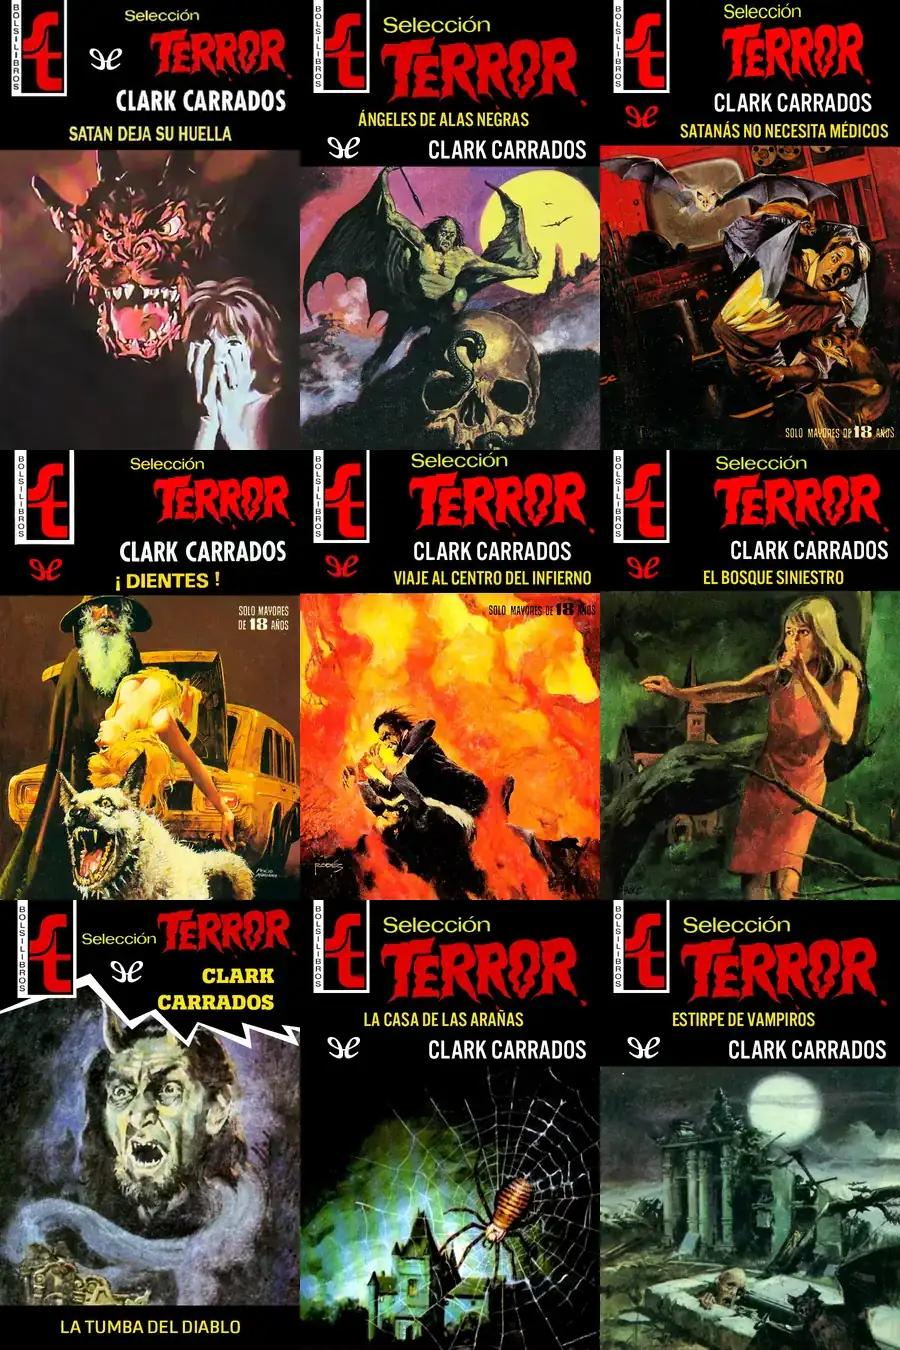 BOLSILIBROS
Selección
TERROR
CLARK CARRADOS
SATAN DEJA SU HUELLA
BOLSILIBROS
Selección
TERROR
ÁNGELES DE ALAS NEGRAS
CLARK CARRADOS
BOLSILIBROS
Selección
TERROR
CLARK CARRADOS
SATANÁS NO NECESITA MÉDICOS
SOLO MAYORES DE 18 AÑOS
BOLSILIBROS
Selección
TERROR
CLARK CARRADOS
¡DIENTES!
SOLO MAYORES
DE 18 AÑOS
BOLSILIBROS
Selección
TERROR
CLARK CARRADOS
VIAJE AL CENTRO DEL INFIERNO
SOLO MAYORES DE 18 AÑOS
BOLSILIBROS
Selección
TERROR
CLARK CARRADOS
EL BOSQUE SINIESTRO
BOLSILIBROS
Selección TERROR
CLARK
CARRADOS
LA TUMBA DEL DIABLO
BOLSILIBROS
Selección
TERROR
LA CASA DE LAS ARAÑAS
CLARK CARRADOS
BOLSILIBROS
Selección
TERROR
ESTIRPE DE VAMPIROS
CLARK CARRADOS